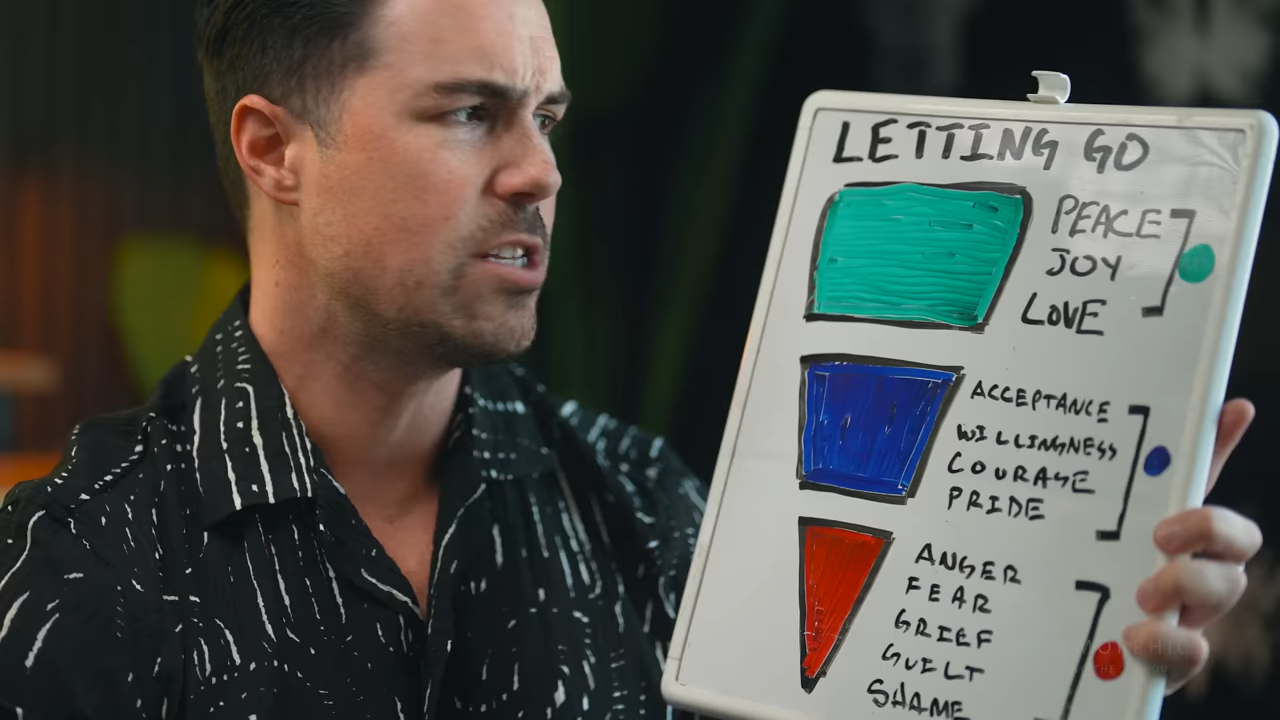 LETTING GO
PEACE
JOY
LOVE
ACCEPTANCE
WILLINGNESS
COURAGE
PRIDE
ANGER
FEAR
GRIEF
GUILT
SHAME